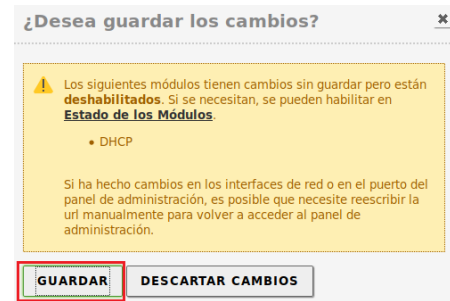 ¿Desea guardar los cambios?
Los siguientes módulos tienen cambios sin guardar pero están
deshabilitados. Si se necesitan, se pueden habilitar en
Estado de los Módulos.
• DHCP
Si ha hecho cambios en los interfaces de red o en el puerto del
panel de administración, es posible que necesite reescribir la
url manualmente para volver a acceder al panel de
administración.
GUARDAR DESCARTAR CAMBIOS